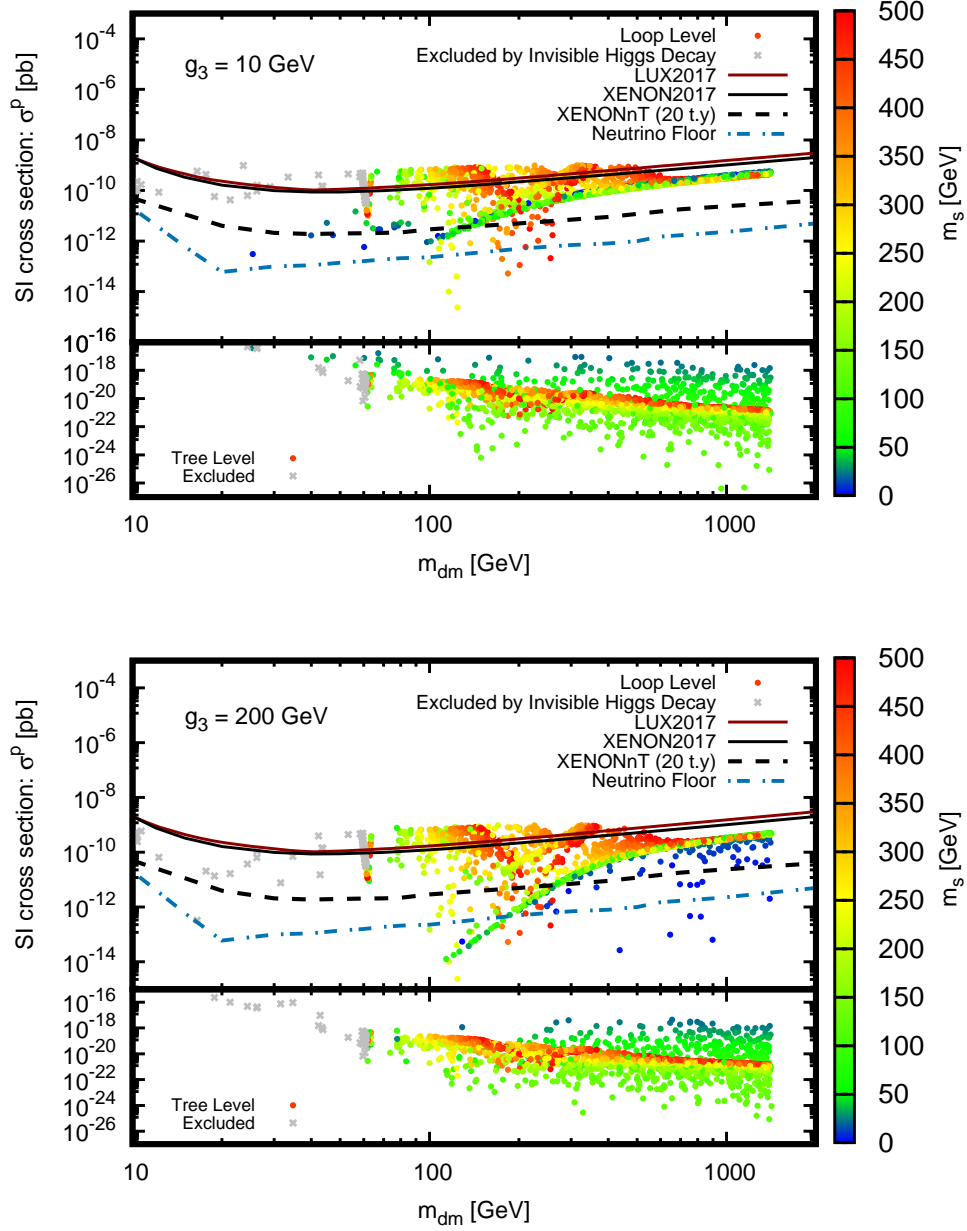 SI cross section: σᵖ [pb]
10⁻⁴
10⁻⁶
10⁻⁸
10⁻¹⁰
10⁻¹²
10⁻¹⁴
10⁻¹⁶
g₃ = 10 GeV
Loop Level
Excluded by Invisible Higgs Decay
LUX2017
XENON2017
XENONnT (20 t.y)
Neutrino Floor
10⁻¹⁸
10⁻²⁰
10⁻²²
10⁻²⁴
10⁻²⁶
Tree Level
Excluded
10 100 1000
m_dm [GeV]
500
450
400
350
300
250
200
150
100
50
0
m_s [GeV]
SI cross section: σᵖ [pb]
10⁻⁴
10⁻⁶
10⁻⁸
10⁻¹⁰
10⁻¹²
10⁻¹⁴
g₃ = 200 GeV
Loop Level
Excluded by Invisible Higgs Decay
LUX2017
XENON2017
XENONnT (20 t.y)
Neutrino Floor
10⁻¹⁶
10⁻¹⁸
10⁻²⁰
10⁻²²
10⁻²⁴
10⁻²⁶
Tree Level
Excluded
10 100 1000
m_dm [GeV]
500
450
400
350
300
250
200
150
100
50
0
m_s [GeV]